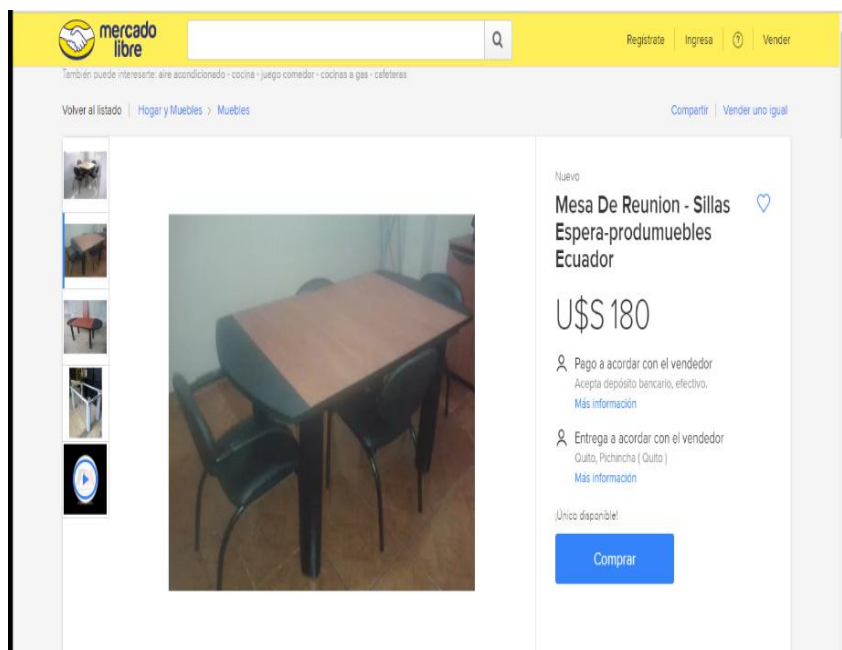 mercado
libre
Regístrate
Ingresa
?
Vender
También puede interesarte: aire acondicionado - cocina - juego comedor - cocinas a gas - cafeteras
Volver al listado
Hogar y Muebles > Muebles
Compartir
Vender uno igual
Nuevo
Mesa De Reunion - Sillas
Espera-produmuebles
Ecuador
U$S 180
Pago a acordar con el vendedor
Acepta depósito bancario, efectivo.
Más información
Entrega a acordar con el vendedor
Quito, Pichincha ( Quito )
Más información
¡Único disponible!
Comprar